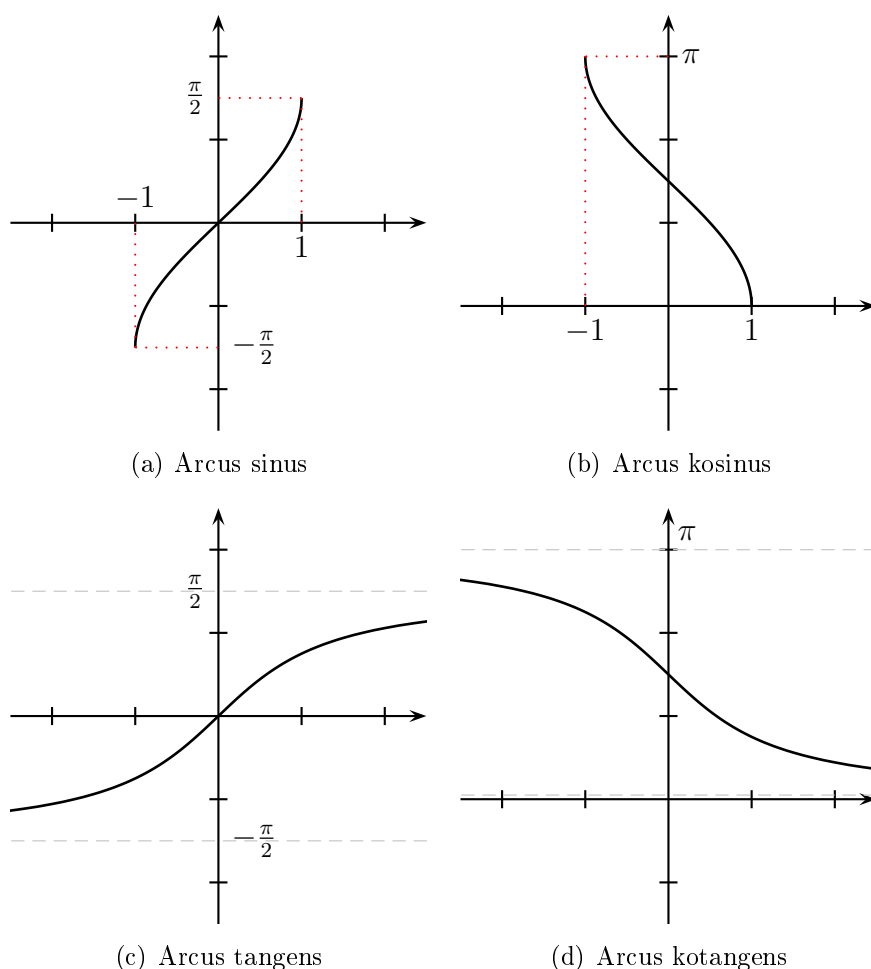 π/2
−1
1
−π/2
π
−1
1
(a) Arcus sinus
(b) Arcus kosinus
π/2
−π/2
π
(c) Arcus tangens
(d) Arcus kotangens